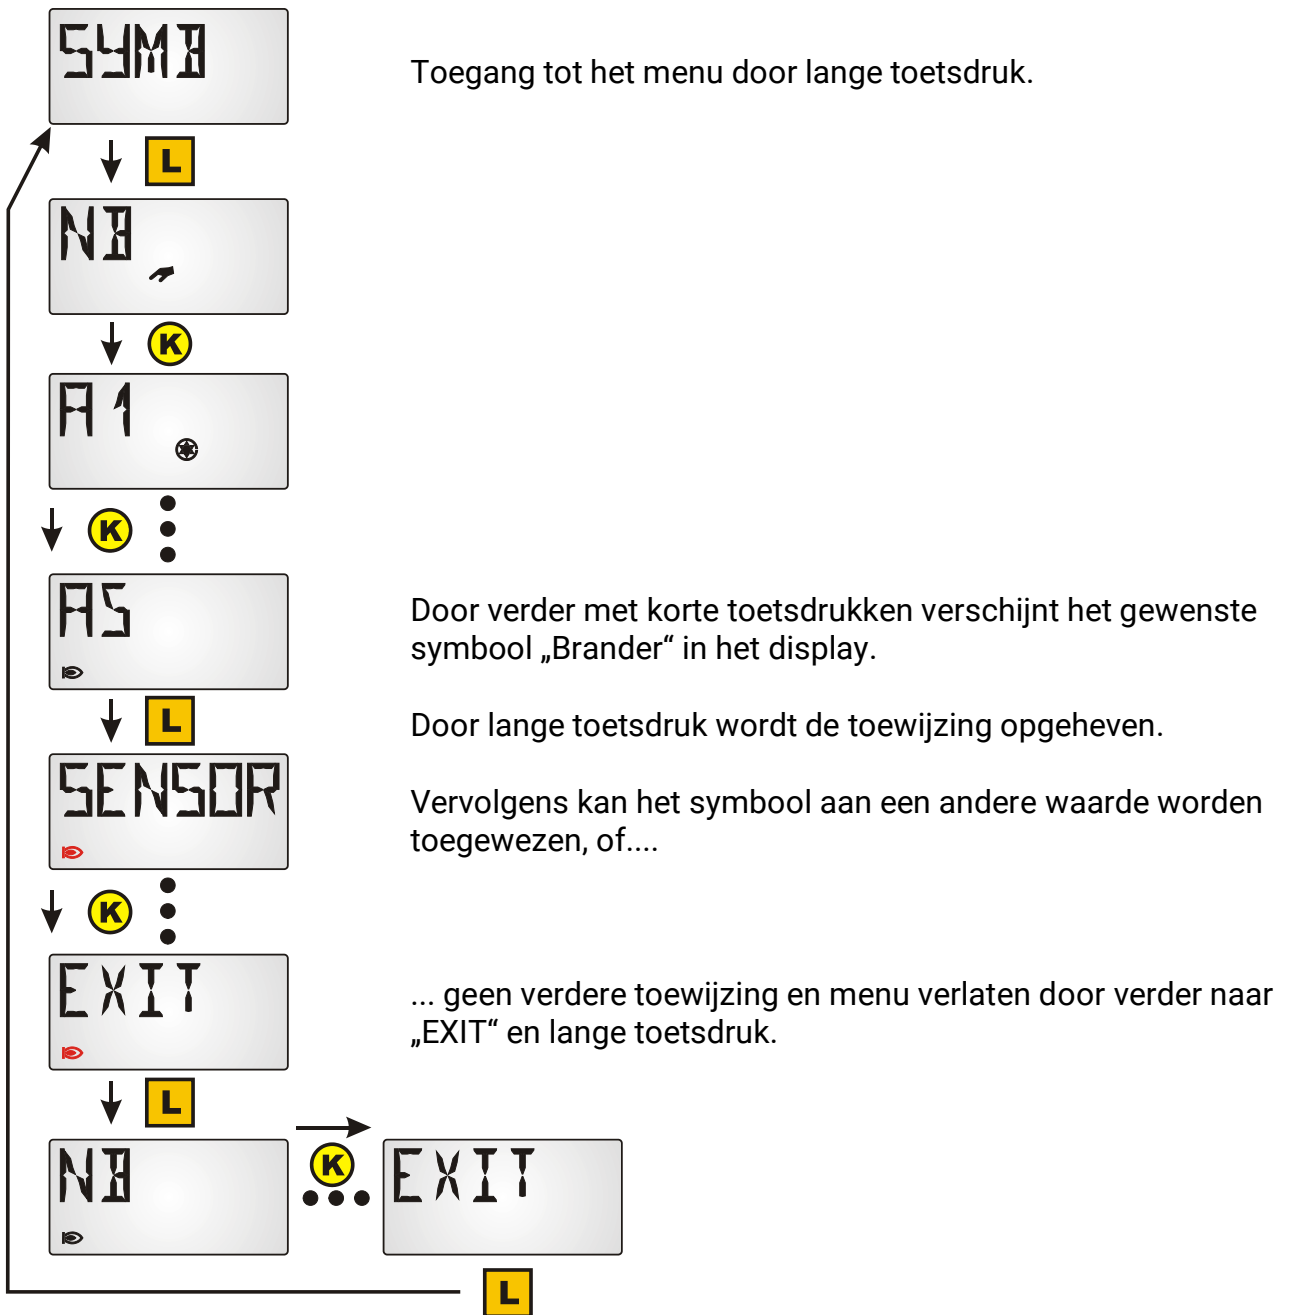 SYMB
Toegang tot het menu door lange toetsdruk.
L
NB
K
A1
K
A5
Door verder met korte toetsdrukken verschijnt het gewenste
symbool „Brander“ in het display.
L
Door lange toetsdruk wordt de toewijzing opgeheven.
SENSOR
Vervolgens kan het symbool aan een andere waarde worden
toegewezen, of....
K
EXIT
... geen verdere toewijzing en menu verlaten door verder naar
„EXIT“ en lange toetsdruk.
L
NB
K
EXIT
L